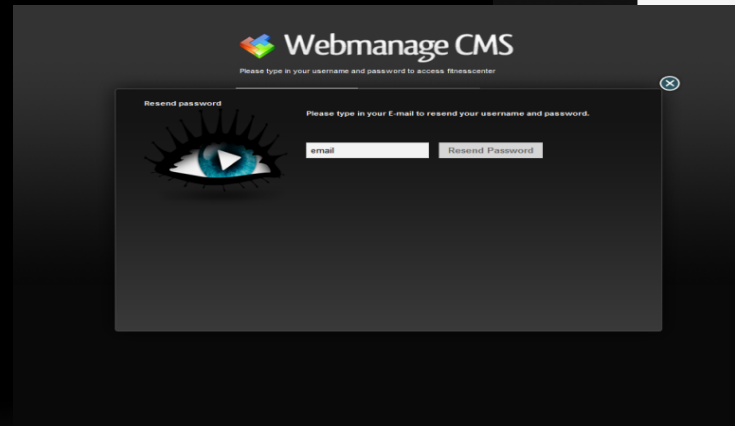 Webmanage CMS
Please type in your username and password to access fitnesscenter
Resend password
Please type in your E-mail to resend your username and password.
email
Resend Password